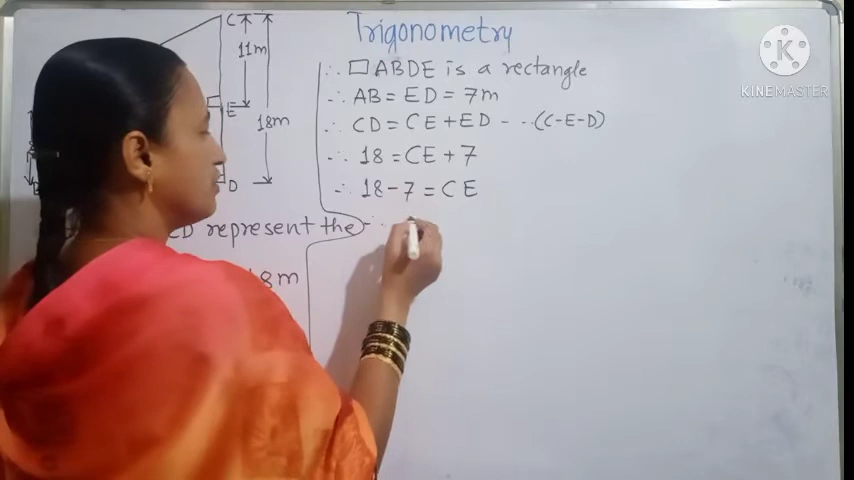 Trigonometry
C
11m
E
18m
D
∴ □ABDE is a rectangle
∴ AB = ED = 7m
∴ CD = CE + ED - - ·(C-E-D)
∴ 18 = CE + 7
∴ 18 - 7 = CE
∴
represent the
18m
K
KINEMASTER